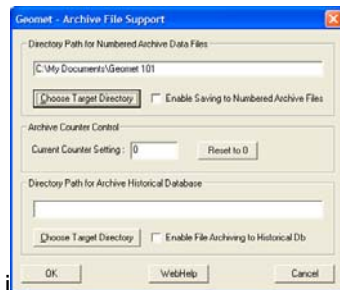 Geomet - Archive File Support
Directory Path for Numbered Archive Data Files
C:\My Documents\Geomet 101
Choose Target Directory Enable Saving to Numbered Archive Files
Archive Counter Control
Current Counter Setting : 0 Reset to 0
Directory Path for Archive Historical Database
Choose Target Directory Enable File Archiving to Historical Db
OK WebHelp Cancel
i